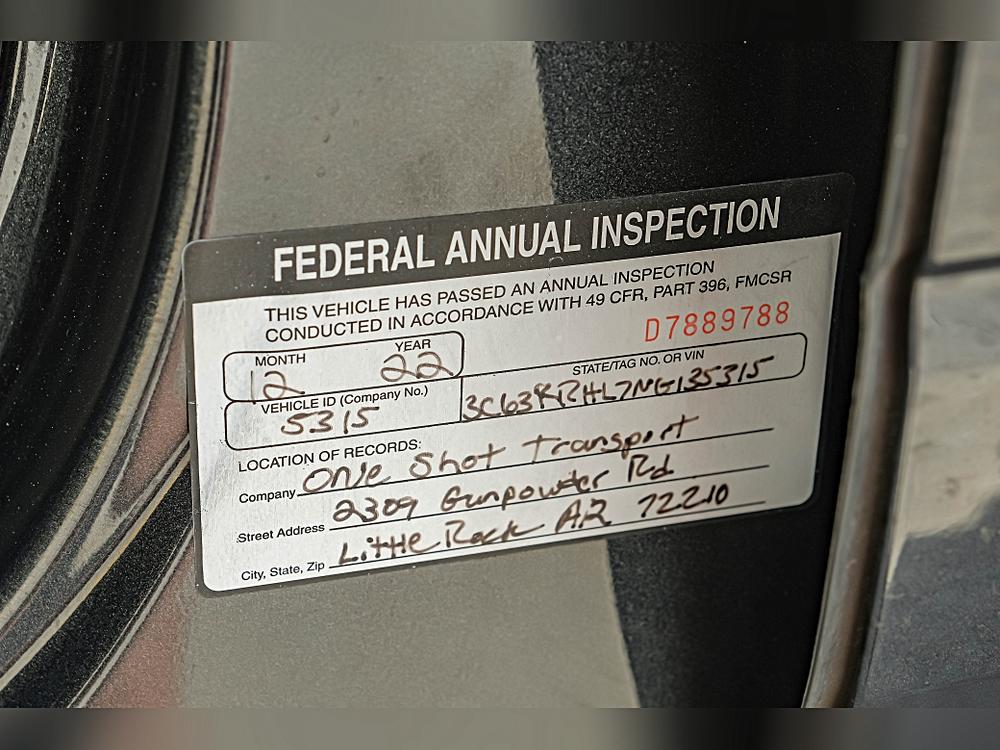 FEDERAL ANNUAL INSPECTION
THIS VEHICLE HAS PASSED AN ANNUAL INSPECTION
CONDUCTED IN ACCORDANCE WITH 49 CFR, PART 396, FMCSR
D7889788
MONTH YEAR
12 22
STATE/TAG NO. OR VIN
3C63RRHL7NG135315
VEHICLE ID (Company No.)
5315
LOCATION OF RECORDS:
Company One Shot Transport
Street Address 2309 Gunpowder Rd
City, State, Zip Little Rock AR 72210